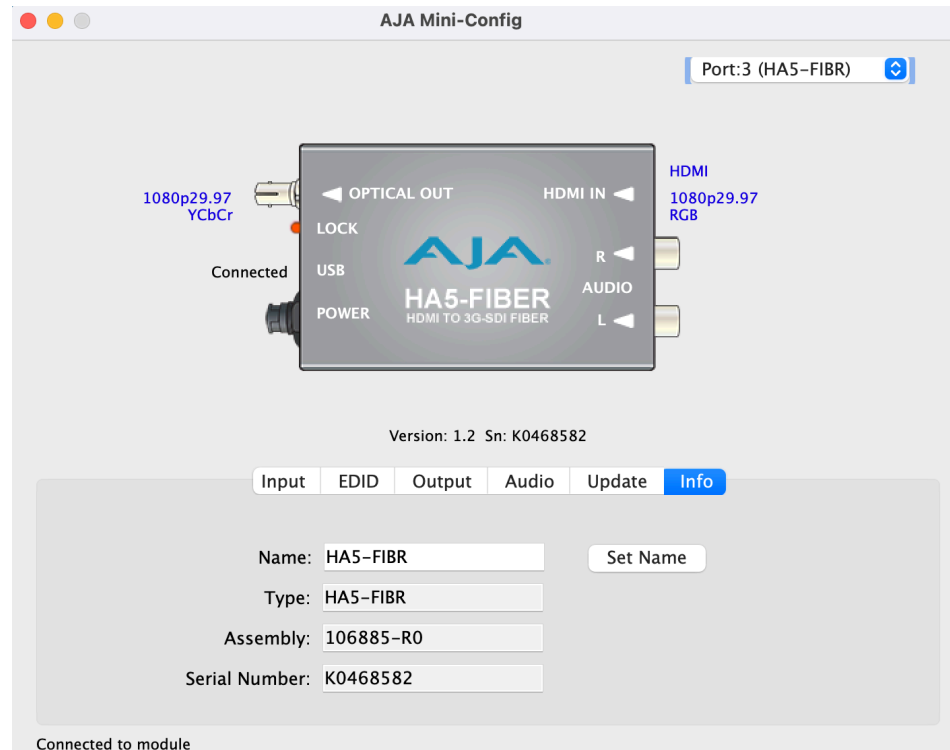 AJA Mini-Config
Port:3 (HA5-FIBR)
HDMI
1080p29.97
YCbCr
OPTICAL OUT
HDMI IN
1080p29.97
RGB
LOCK
Connected
USB
AJA
R
AUDIO
POWER
HA5-FIBER
HDMI TO 3G-SDI FIBER
L
Version: 1.2 Sn: K0468582
Input EDID Output Audio Update Info
Name: HA5-FIBR Set Name
Type: HA5-FIBR
Assembly: 106885-R0
Serial Number: K0468582
Connected to module